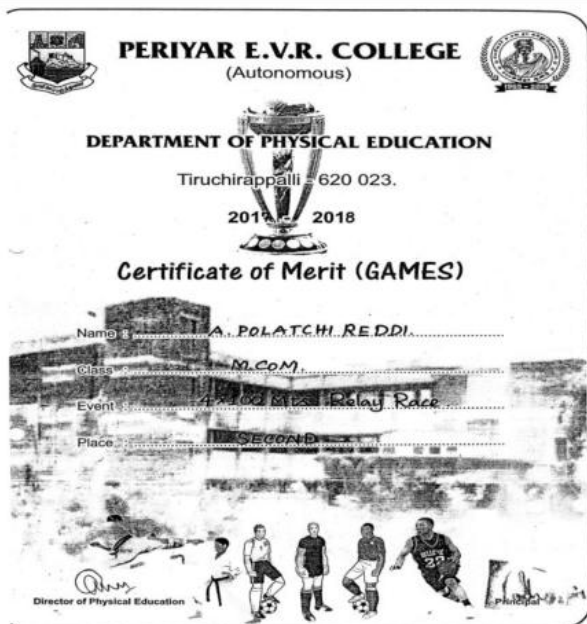 PERIYAR E.V.R. COLLEGE
(Autonomous)
DEPARTMENT OF PHYSICAL EDUCATION
Tiruchirappalli - 620 023.
2017 - 2018
Certificate of Merit (GAMES)
Name : A. POLATCHI REDDI.
Class : M.COM.
Event : 4x100 Mts. Relay Race
Place : SECOND
Director of Physical Education
Principal